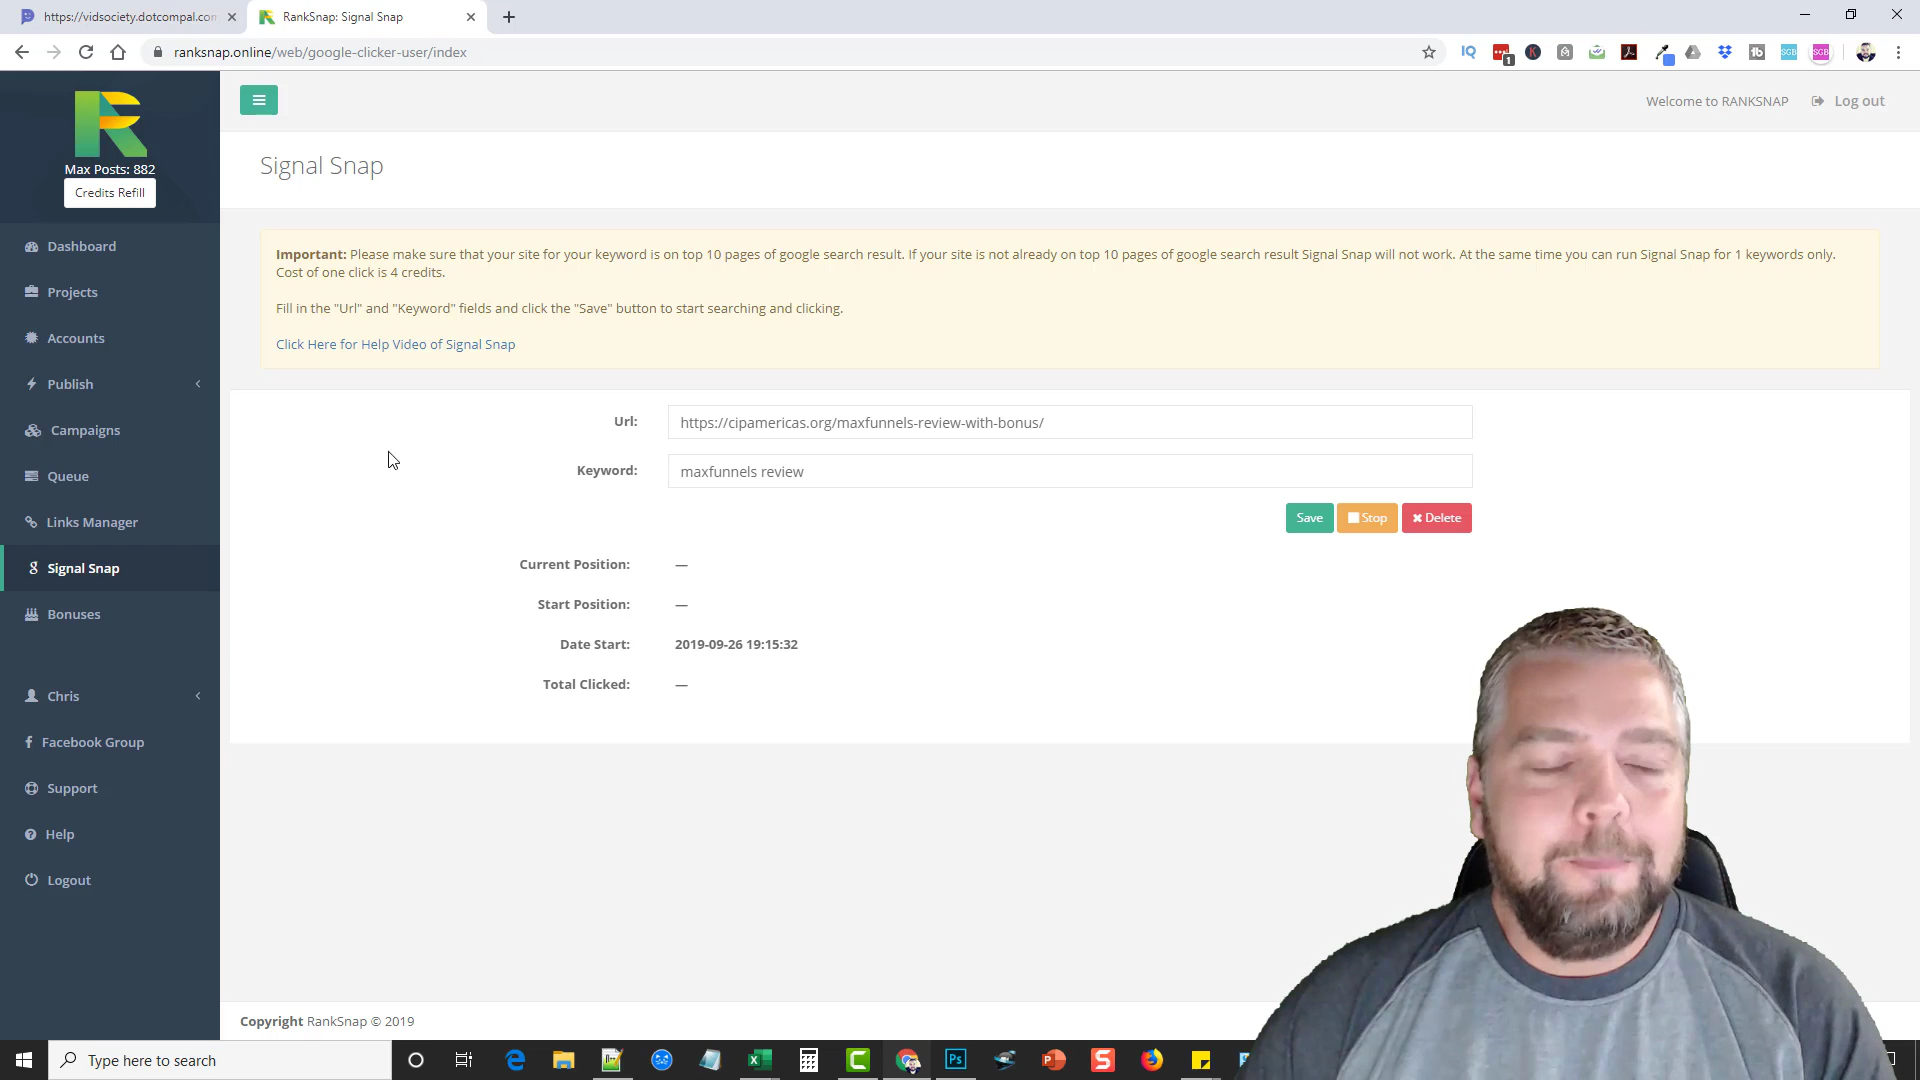 https://vidsociety.dotcompal.com
RankSnap: Signal Snap
ranksnap.online/web/google-clicker-user/index
Max Posts: 882
Credits Refill
Dashboard
Projects
Accounts
Publish
Campaigns
Queue
Links Manager
Signal Snap
Bonuses
Chris
Facebook Group
Support
Help
Logout
Welcome to RANKSNAP
Log out
Signal Snap
Important: Please make sure that your site for your keyword is on top 10 pages of google search result. If your site is not already on top 10 pages of google search result Signal Snap will not work. At the same time you can run Signal Snap for 1 keywords only.
Cost of one click is 4 credits.
Fill in the "Url" and "Keyword" fields and click the "Save" button to start searching and clicking.
Click Here for Help Video of Signal Snap
Url: https://cipamericas.org/maxfunnels-review-with-bonus/
Keyword: maxfunnels review
Save Stop Delete
Current Position: —
Start Position: —
Date Start: 2019-09-26 19:15:32
Total Clicked: —
Copyright RankSnap © 2019
Type here to search